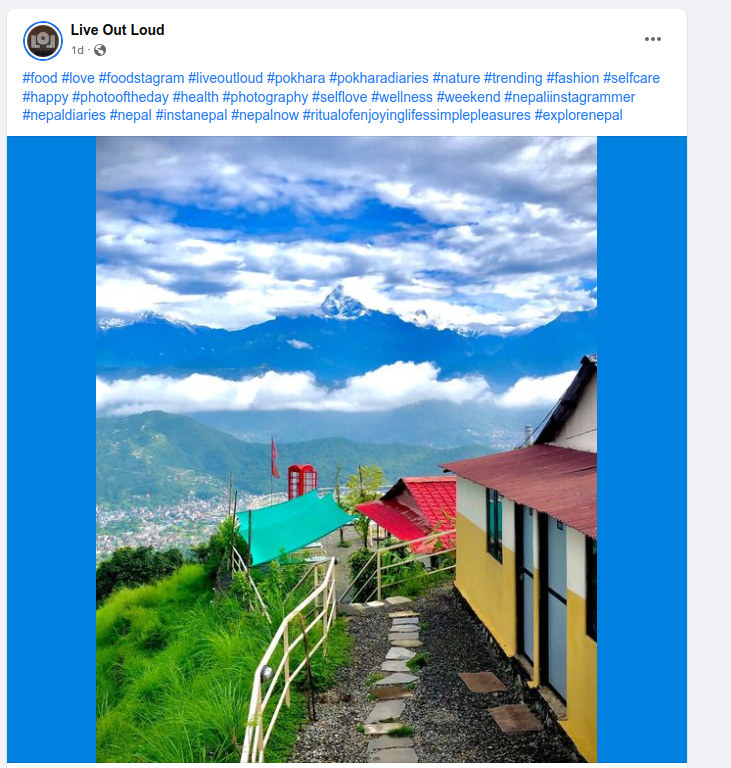 Live Out Loud
1d ·
#food #love #foodstagram #liveoutloud #pokhara #pokharadiaries #nature #trending #fashion #selfcare
#happy #photooftheday #health #photography #selflove #wellness #weekend #nepaliinstagrammer
#nepaldiaries #nepal #instanepal #nepalnow #ritualofenjoyinglifessimplepleasures #explorenepal